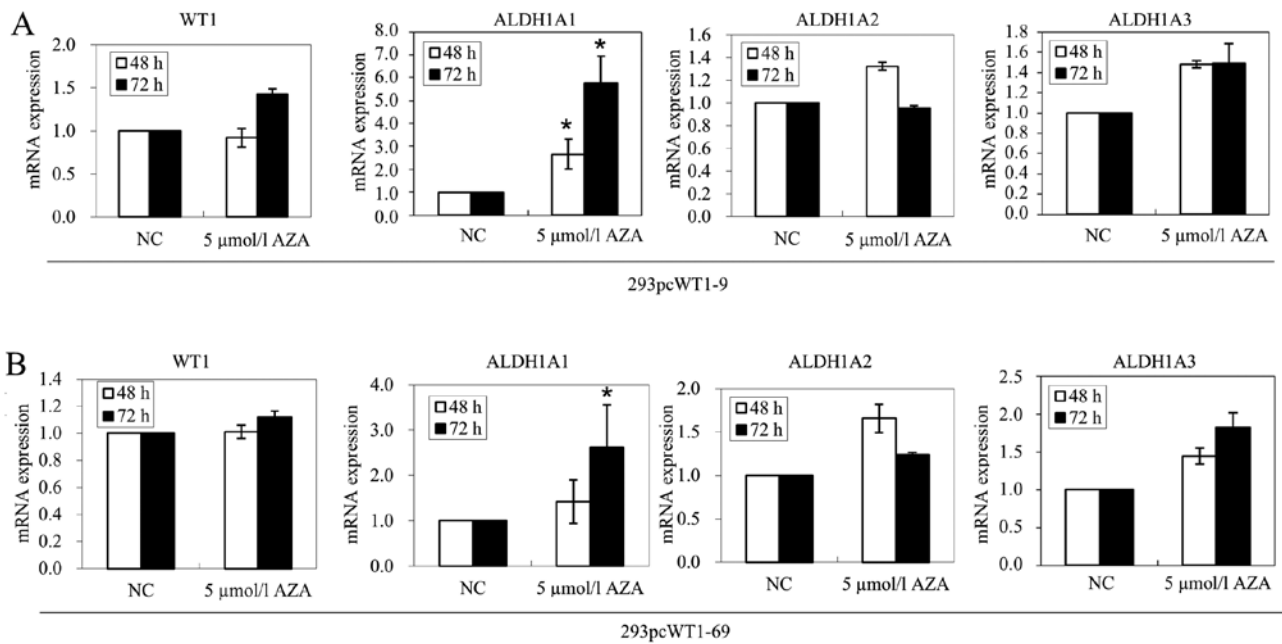 A
WT1
mRNA expression
2.0
1.5
1.0
0.5
0.0
48 h
72 h
NC
5 µmol/l AZA
ALDH1A1
mRNA expression
8.0
7.0
6.0
5.0
4.0
3.0
2.0
1.0
0.0
48 h
72 h
*
*
NC
5 µmol/l AZA
ALDH1A2
mRNA expression
1.6
1.4
1.2
1.0
0.8
0.6
0.4
0.2
0.0
48 h
72 h
NC
5 µmol/l AZA
ALDH1A3
mRNA expression
1.8
1.6
1.4
1.2
1.0
0.8
0.6
0.4
0.2
0.0
48 h
72 h
NC
5 µmol/l AZA
293pcWT1-9
B
WT1
mRNA expression
1.4
1.2
1.0
0.8
0.6
0.4
0.2
0.0
48 h
72 h
NC
5 µmol/l AZA
ALDH1A1
mRNA expression
4.0
3.0
2.0
1.0
0.0
48 h
72 h
*
NC
5 µmol/l AZA
ALDH1A2
mRNA expression
2.0
1.5
1.0
0.5
0.0
48 h
72 h
NC
5 µmol/l AZA
ALDH1A3
mRNA expression
2.5
2.0
1.5
1.0
0.5
0.0
48 h
72 h
NC
5 µmol/l AZA
293pcWT1-69